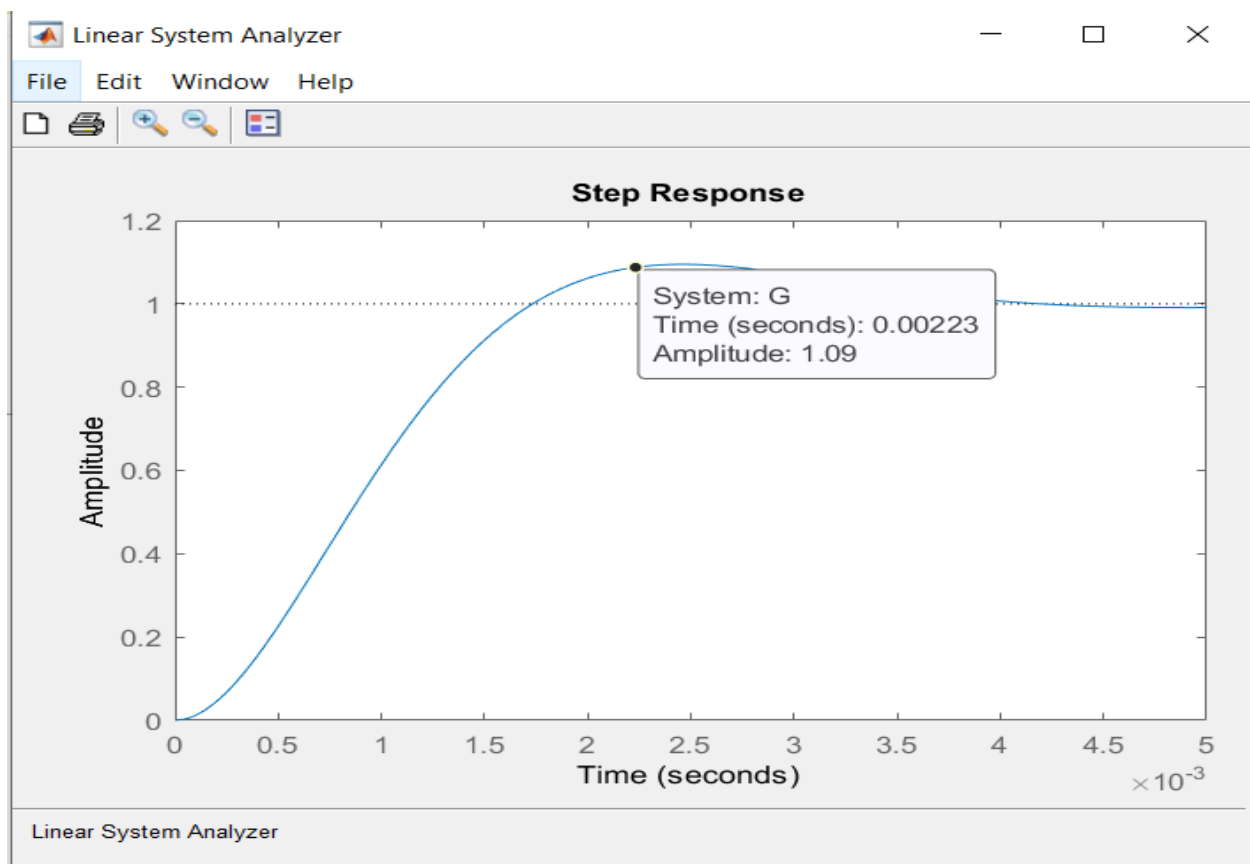 Linear System Analyzer
File Edit Window Help
Step Response
1.2
1
0.8
0.6
0.4
0.2
0
Amplitude
System: G
Time (seconds): 0.00223
Amplitude: 1.09
0 0.5 1 1.5 2 2.5 3 3.5 4 4.5 5
Time (seconds)
×10⁻³
Linear System Analyzer